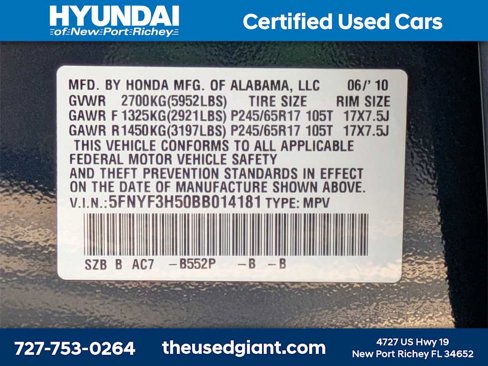 HYUNDAI
of New Port Richey
Certified Used Cars
MFD. BY HONDA MFG. OF ALABAMA, LLC 06/'10
GVWR 2700KG(5952LBS) TIRE SIZE RIM SIZE
GAWR F 1325KG(2921LBS) P245/65R17 105T 17X7.5J
GAWR R 1450KG(3197LBS) P245/65R17 105T 17X7.5J
THIS VEHICLE CONFORMS TO ALL APPLICABLE
FEDERAL MOTOR VEHICLE SAFETY
AND THEFT PREVENTION STANDARDS IN EFFECT
ON THE DATE OF MANUFACTURE SHOWN ABOVE.
V.I.N.:5FNYF3H50BB014181 TYPE: MPV
SZB B AC7 -B552P -B -B
727-753-0264
theusedgiant.com
4727 US Hwy 19
New Port Richey FL 34652